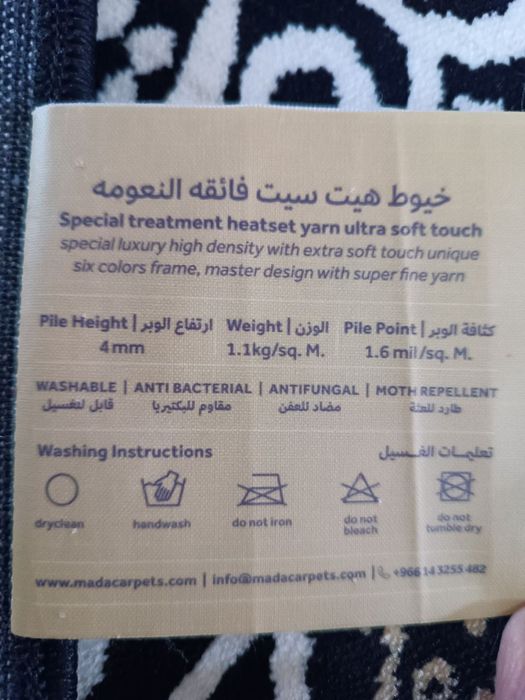 خيوط هيت سيت فائقه النعومه
Special treatment heatset yarn ultra soft touch
special luxury high density with extra soft touch unique
six colors frame, master design with super fine yarn
Pile Height | ارتفاع الوبر Weight | الوزن Pile Point | كثافة الوبر
4mm 1.1kg/sq. M. 1.6 mil/sq. M.
WASHABLE | ANTI BACTERIAL | ANTIFUNGAL | MOTH REPELLENT
قابل للغسيل مقاوم للبكتيريا مضاد للعفن طارد للعثة
Washing Instructions تعليمات الغسيل
dryclean handwash do not iron do not bleach do not tumble dry
www.madacarpets.com | info@madacarpets.com | +966 14 3255 482